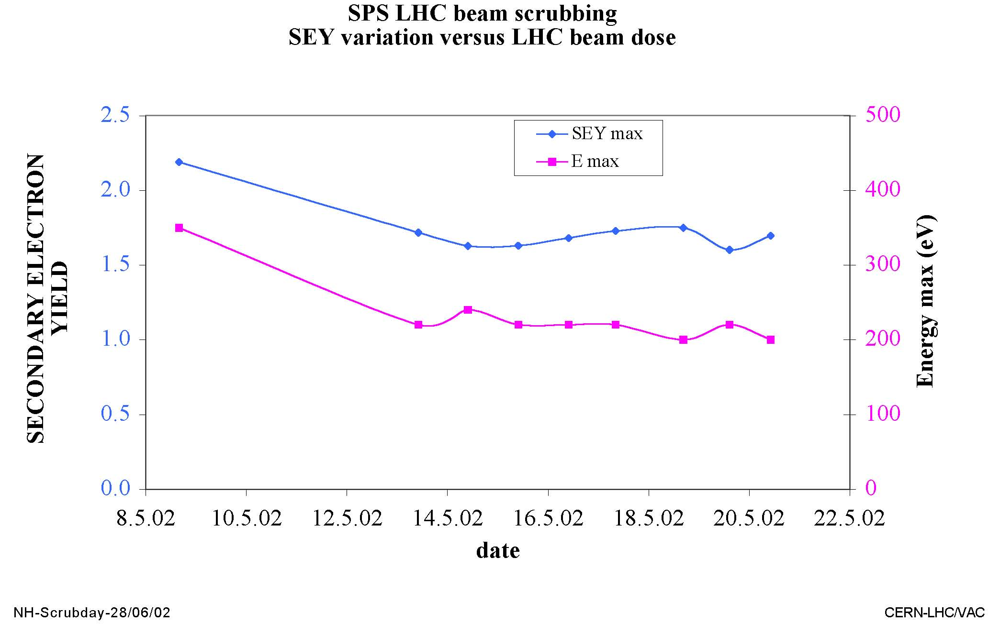 SPS LHC beam scrubbing
SEY variation versus LHC beam dose
SEY max
E max
SECONDARY ELECTRON
YIELD
2.5
2.0
1.5
1.0
0.5
0.0
500
400
300
200
100
0
Energy max (eV)
8.5.02 10.5.02 12.5.02 14.5.02 16.5.02 18.5.02 20.5.02 22.5.02
date
NH-Scrubday-28/06/02
CERN-LHC/VAC